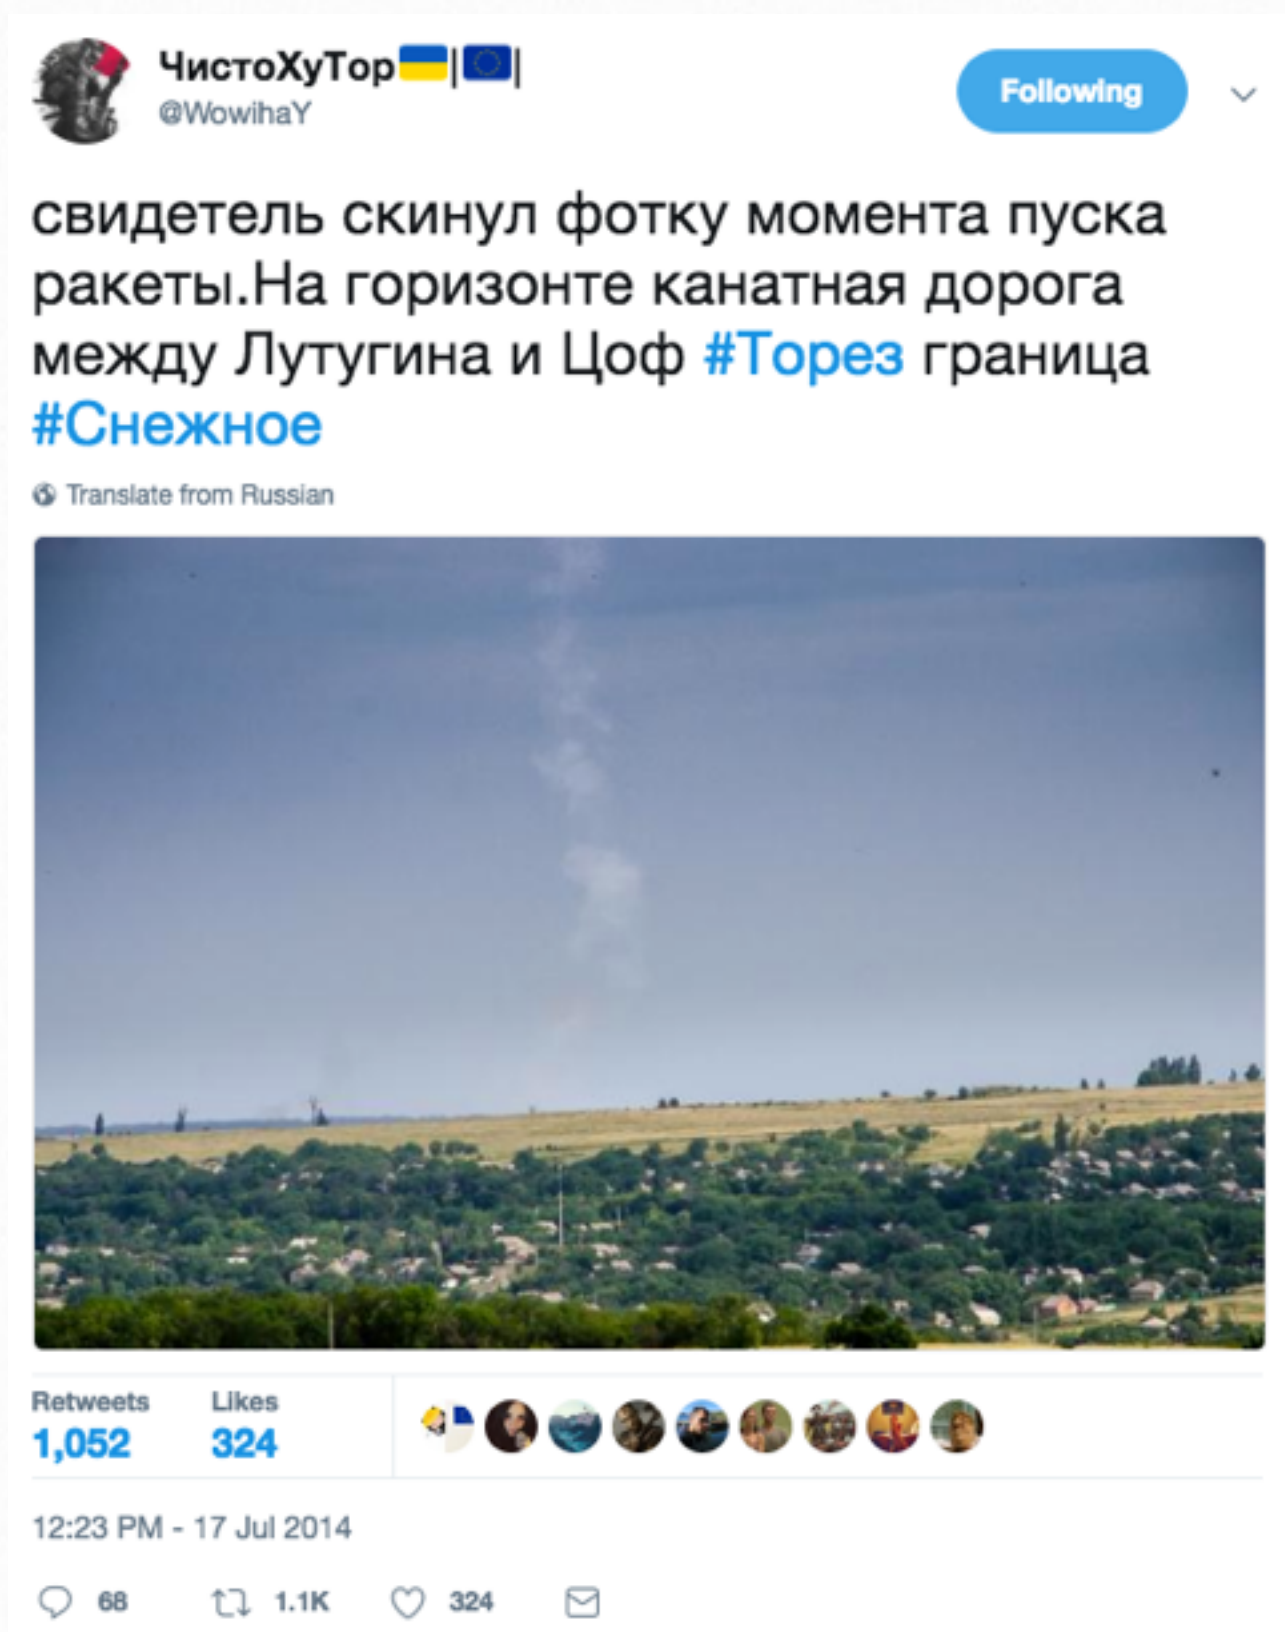 ЧистоХуТор🇺🇦|🇪🇺|
@WowihaY
Following
свидетель скинул фотку момента пуска
ракеты.На горизонте канатная дорога
между Лутугина и Цоф #Торез граница
#Снежное
Translate from Russian
Retweets Likes
1,052 324
12:23 PM - 17 Jul 2014
68 1.1K 324